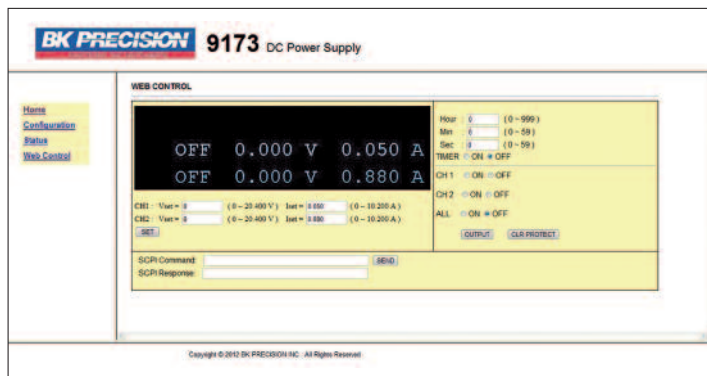 BK PRECISION 9173 DC Power Supply
WEB CONTROL
Home
Configuration
Status
Web Control
OFF 0.000 V 0.050 A
OFF 0.000 V 0.880 A
CH1 : Vset = 0 (0 ~ 20.400 V) Iset = 0.050 (0 ~ 10.200 A)
CH2 : Vset = 0 (0 ~ 20.400 V) Iset = 0.880 (0 ~ 10.200 A)
SET
Hour : 0 (0~999)
Min : 0 (0~59)
Sec : 0 (0~59)
TIMER ON OFF
CH 1 ON OFF
CH 2 ON OFF
ALL ON OFF
OUTPUT CLR PROTECT
SCPI Command: SEND
SCPI Response:
Copyright © 2012 BK PRECISION INC. All Rights Reserved